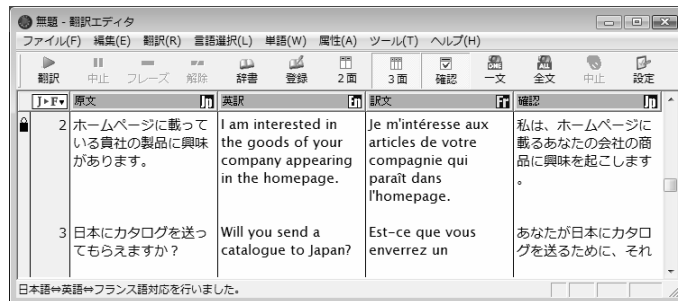 無題 - 翻訳エディタ
ファイル(F) 編集(E) 翻訳(R) 言語選択(L) 単語(W) 属性(A) ツール(T) ヘルプ(H)
翻訳 中止 フレーズ 解除 辞書 登録 2面 3面 確認 一文 全文 中止 設定
J▸F▾ 原文 英訳 訳文 確認
2 ホームページに載って
いる貴社の製品に興味
があります。
I am interested in
the goods of your
company appearing
in the homepage.
Je m'intéresse aux
articles de votre
compagnie qui
paraît dans
l'homepage.
私は、ホームページに
載るあなたの会社の商
品に興味を起こします
。
3 日本にカタログを送っ
てもらえますか？
Will you send a
catalogue to Japan?
Est-ce que vous
enverrez un
あなたが日本にカタロ
グを送るために、それ
日本語⇔英語⇔フランス語対応を行いました。